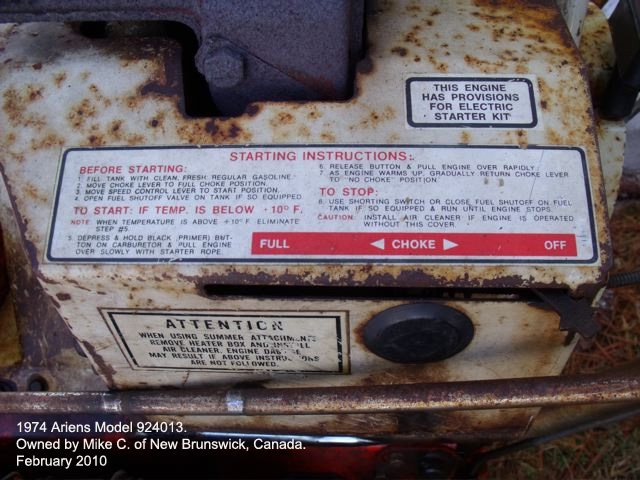 THIS ENGINE
HAS PROVISIONS
FOR ELECTRIC
STARTER KIT
STARTING INSTRUCTIONS:
BEFORE STARTING:
1. FILL TANK WITH CLEAN, FRESH REGULAR GASOLINE.
2. MOVE CHOKE LEVER TO FULL CHOKE POSITION.
3. MOVE SPEED CONTROL LEVER TO START POSITION.
4. OPEN FUEL SHUTOFF VALVE ON TANK IF SO EQUIPPED
TO START: IF TEMP. IS BELOW +10° F.
NOTE WHEN TEMPERATURE IS ABOVE +10° F. ELIMINATE
STEP #5.
5. DEPRESS & HOLD BLACK (PRIMER) BUT-
TON ON CARBURETOR & PULL ENGINE
OVER SLOWLY WITH STARTER ROPE.
6. RELEASE BUTTON & PULL ENGINE OVER RAPIDLY.
7. AS ENGINE WARMS UP, GRADUALLY RETURN CHOKE LEVER
TO "NO CHOKE" POSITION.
TO STOP:
8. USE SHORTING SWITCH OR CLOSE FUEL SHUTOFF ON FUEL
TANK IF SO EQUIPPED & RUN UNTIL ENGINE STOPS.
CAUTION: INSTALL AIR CLEANER IF ENGINE IS OPERATED
WITHOUT THIS COVER.
FULL ◄ CHOKE ► OFF
ATTENTION
WHEN USING SUMMER ATTACHMENTS
REMOVE HEATER BOX AND INSTALL
AIR CLEANER. ENGINE DAMAGE
MAY RESULT IF ABOVE INSTRUCTIONS
ARE NOT FOLLOWED.
1974 Ariens Model 924013.
Owned by Mike C. of New Brunswick, Canada.
February 2010